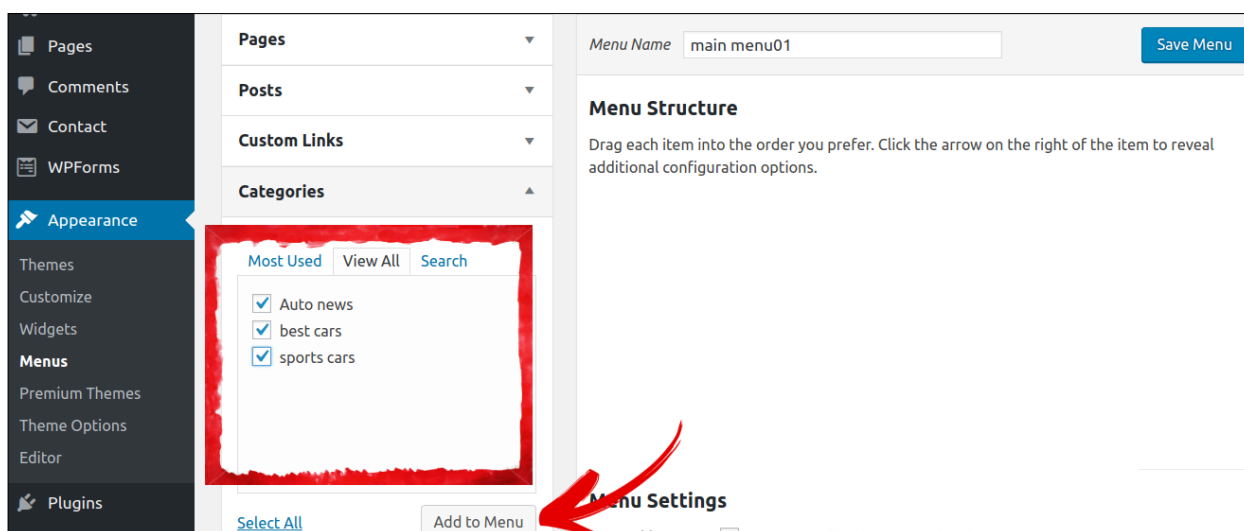 Pages
Comments
Contact
WPForms
Appearance
Themes
Customize
Widgets
Menus
Premium Themes
Theme Options
Editor
Plugins
Pages
Posts
Custom Links
Categories
Most Used View All Search
Auto news
best cars
sports cars
Select All Add to Menu
Menu Name main menu01 Save Menu
Menu Structure
Drag each item into the order you prefer. Click the arrow on the right of the item to reveal
additional configuration options.
Menu Settings